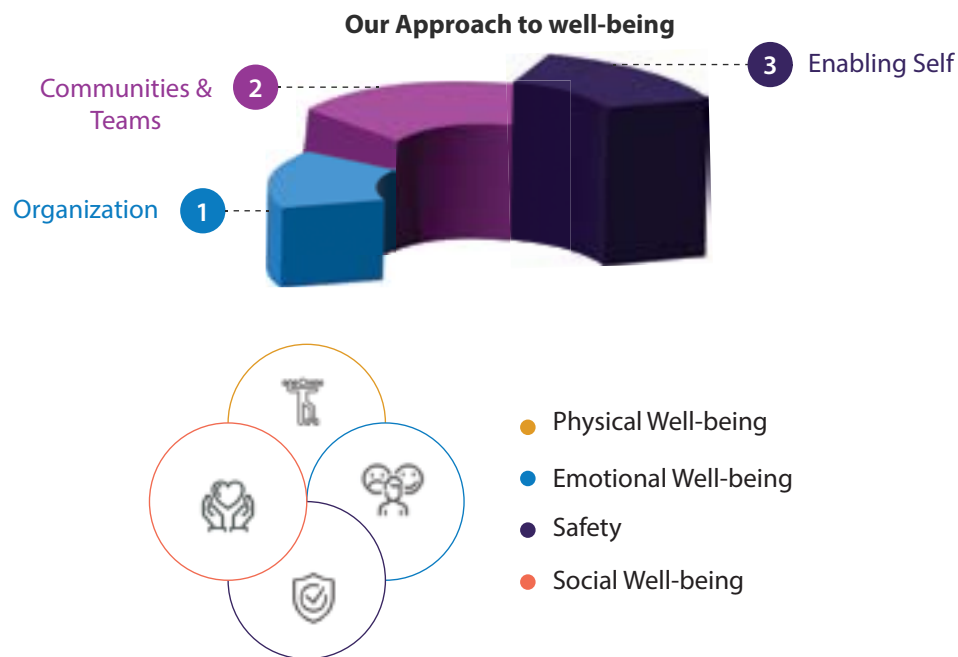 Our Approach to well-being
3 Enabling Self
Communities & 2
Teams
Organization 1
Physical Well-being
Emotional Well-being
Safety
Social Well-being